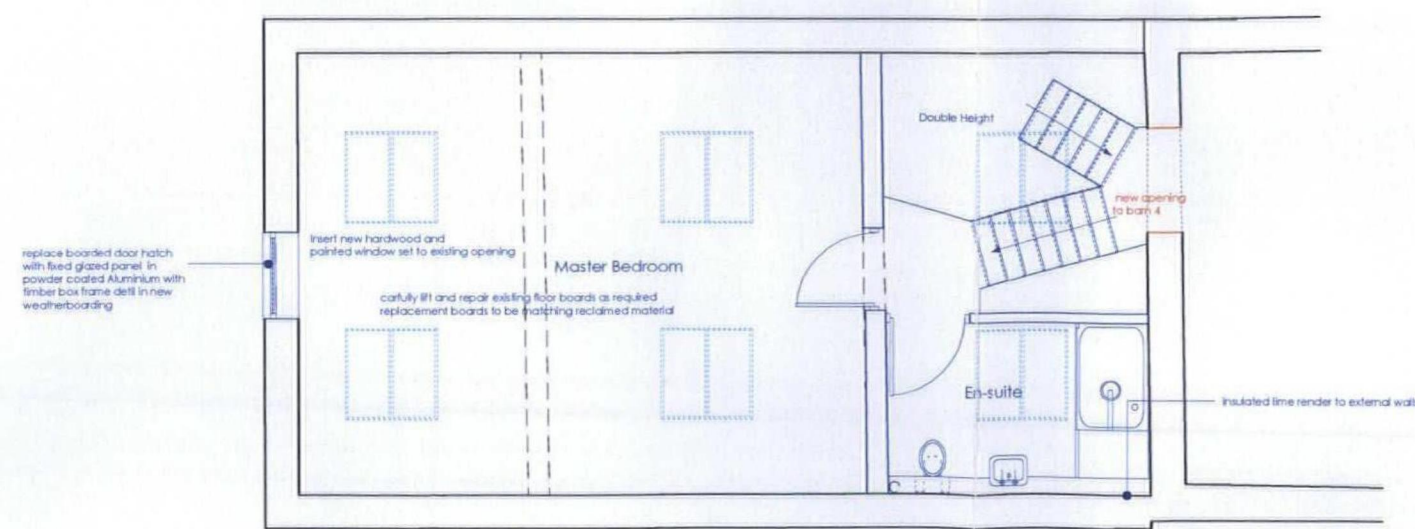 Double Height
new opening
to barn 4
replace boarded door hatch
with fixed glazed panel in
powder coated Aluminium with
timber box frame detil in new
weatherboarding
Insert new hardwood and
painted window set to existing opening
Master Bedroom
carfully lift and repair existing floor boards as required
replacement boards to be matching reclaimed material
En-suite
insulated lime render to external wall